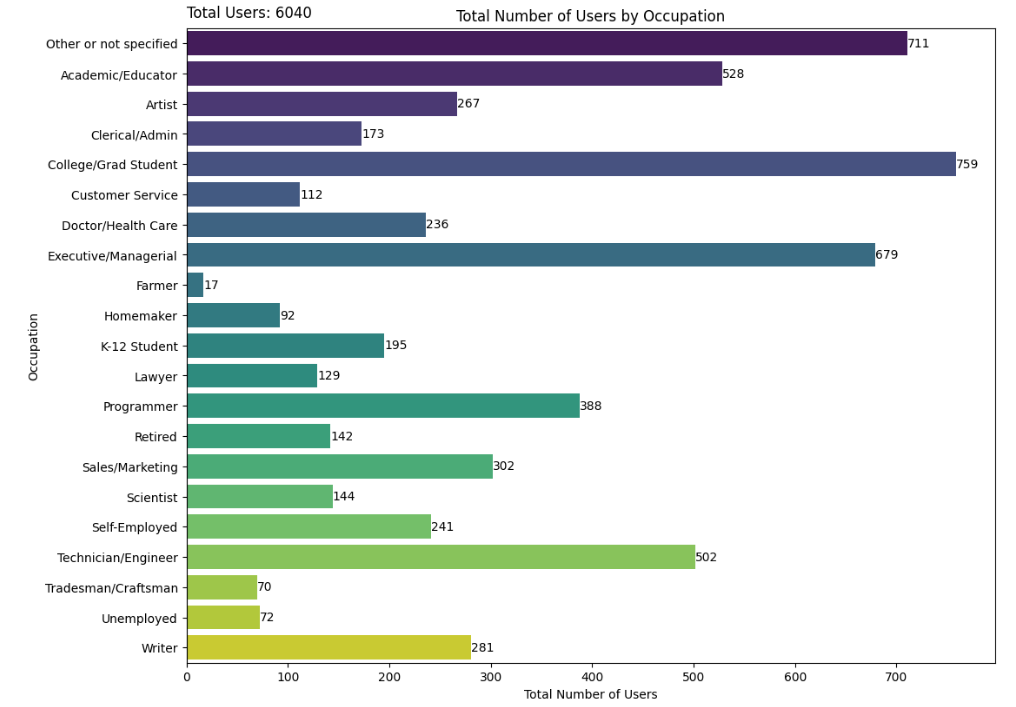 Total Users: 6040
Total Number of Users by Occupation
Occupation
Other or not specified 711
Academic/Educator 528
Artist 267
Clerical/Admin 173
College/Grad Student 759
Customer Service 112
Doctor/Health Care 236
Executive/Managerial 679
Farmer 17
Homemaker 92
K-12 Student 195
Lawyer 129
Programmer 388
Retired 142
Sales/Marketing 302
Scientist 144
Self-Employed 241
Technician/Engineer 502
Tradesman/Craftsman 70
Unemployed 72
Writer 281
0 100 200 300 400 500 600 700
Total Number of Users